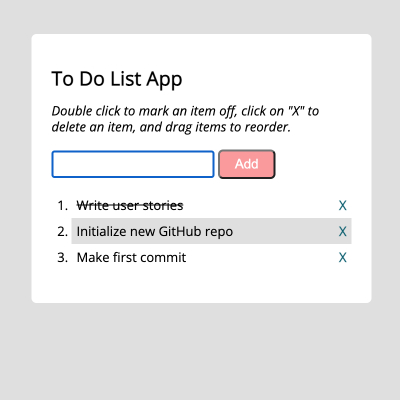 To Do List App
Double click to mark an item off, click on "X" to
delete an item, and drag items to reorder.
Add
1. Write user stories X
2. Initialize new GitHub repo X
3. Make first commit X